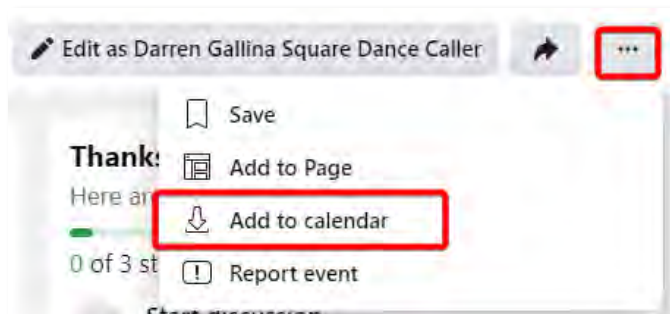 Edit as Darren Gallina Square Dance Caller
...
Save
Thanks
Add to Page
Here ar
Add to calendar
0 of 3 st
Report event